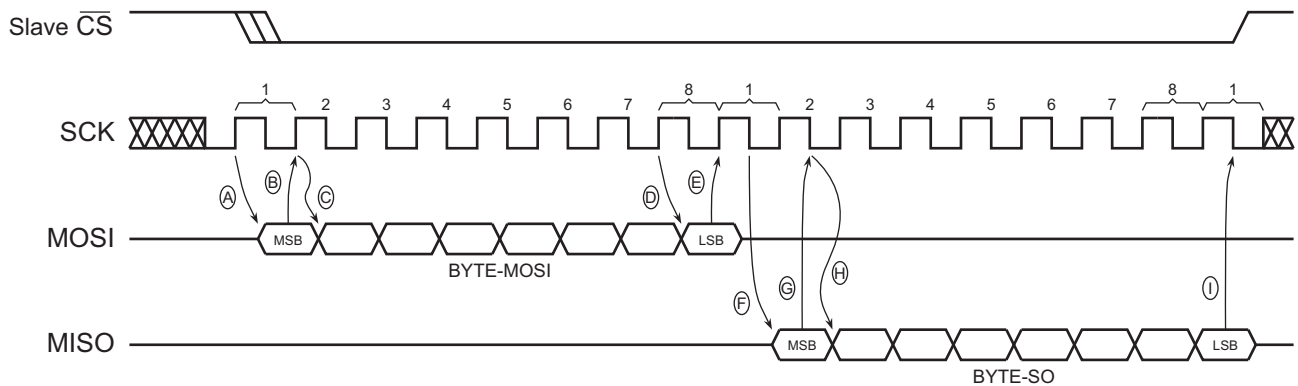 Slave CS
1 2 3 4 5 6 7 8 1 2 3 4 5 6 7 8 1
SCK
A B C D E
MOSI MSB LSB
BYTE-MOSI
F G H I
MISO MSB LSB
BYTE-SO